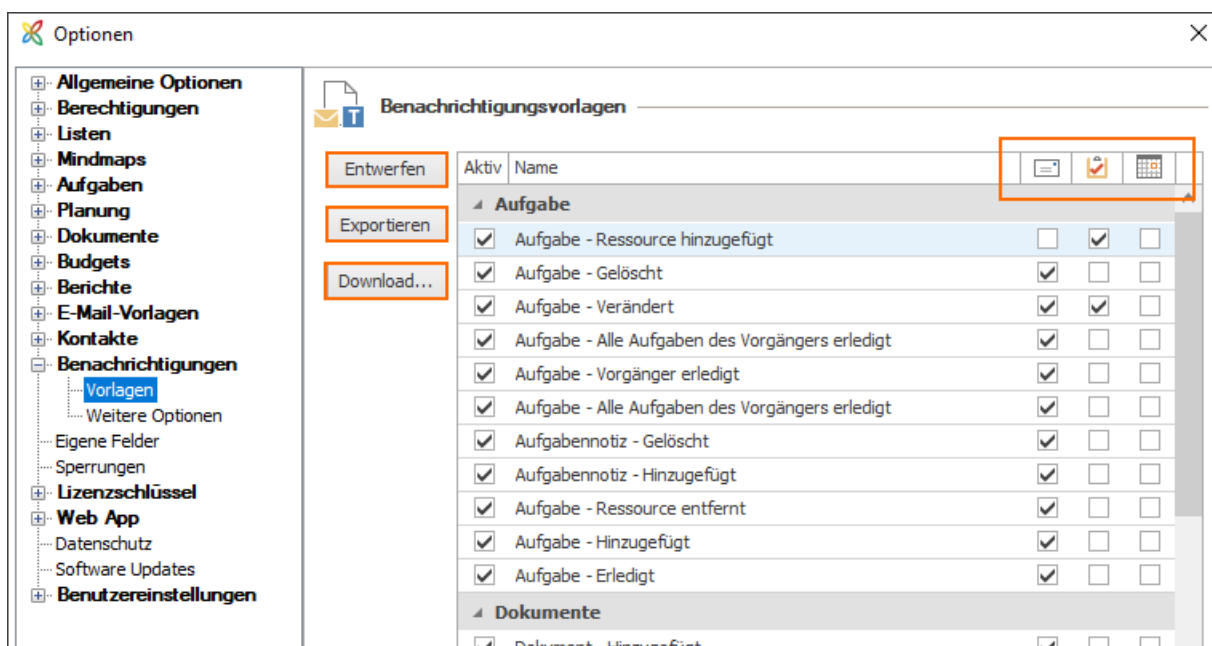 Optionen
Allgemeine Optionen
Berechtigungen
Listen
Mindmaps
Aufgaben
Planung
Dokumente
Budgets
Berichte
E-Mail-Vorlagen
Kontakte
Benachrichtigungen
Vorlagen
Weitere Optionen
Eigene Felder
Sperrungen
Lizenzschlüssel
Web App
Datenschutz
Software Updates
Benutzereinstellungen
T
Benachrichtigungsvorlagen
Entwerfen
Exportieren
Download...
Aktiv Name
Aufgabe
Aufgabe - Ressource hinzugefügt
Aufgabe - Gelöscht
Aufgabe - Verändert
Aufgabe - Alle Aufgaben des Vorgängers erledigt
Aufgabe - Vorgänger erledigt
Aufgabe - Alle Aufgaben des Vorgängers erledigt
Aufgabennotiz - Gelöscht
Aufgabennotiz - Hinzugefügt
Aufgabe - Ressource entfernt
Aufgabe - Hinzugefügt
Aufgabe - Erledigt
Dokumente
Dokument - Hinzugefügt